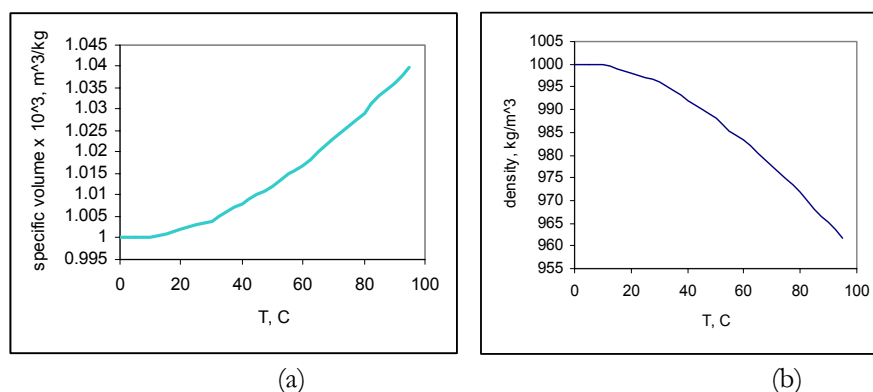 specific volume x 10^3, m^3/kg
1.045
1.04
1.035
1.03
1.025
1.02
1.015
1.01
1.005
1
0.995
0 20 40 60 80 100
T, C
(a)
density, kg/m^3
1005
1000
995
990
985
980
975
970
965
960
955
0 20 40 60 80 100
T, C
(b)